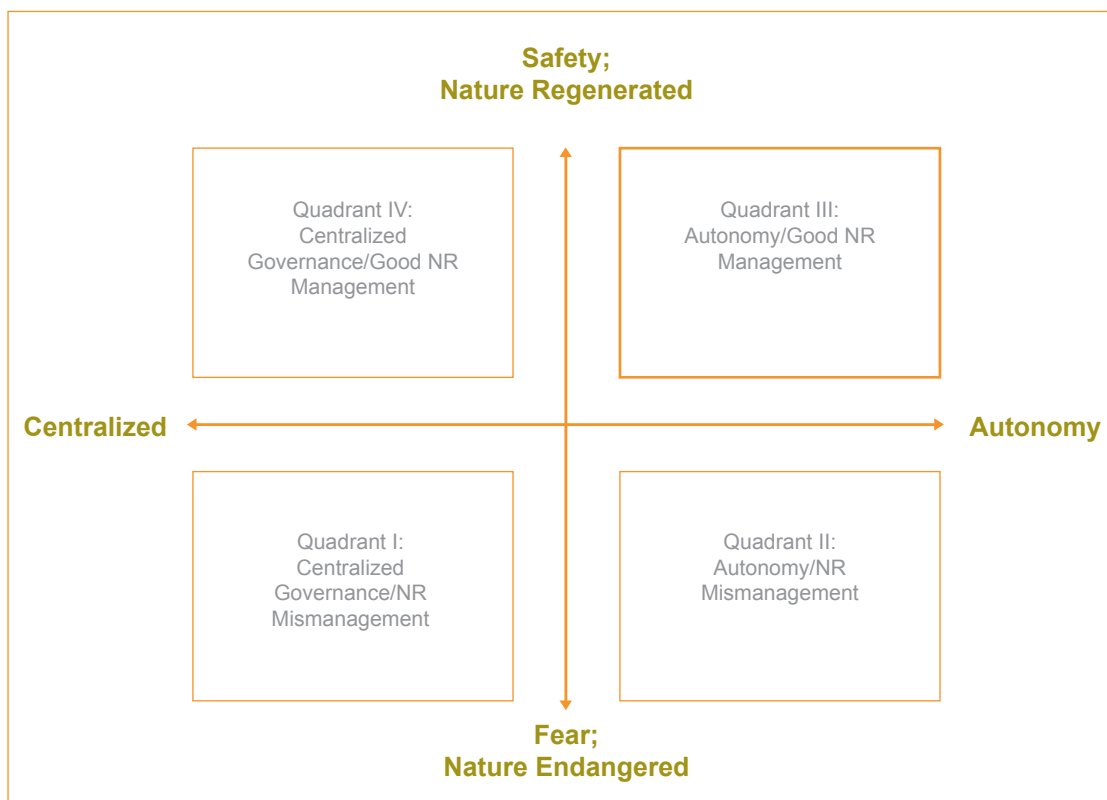 Safety;
Nature Regenerated
Quadrant IV:
Centralized
Governance/Good NR
Management
Quadrant III:
Autonomy/Good NR
Management
Centralized
Autonomy
Quadrant I:
Centralized
Governance/NR
Mismanagement
Quadrant II:
Autonomy/NR
Mismanagement
Fear;
Nature Endangered